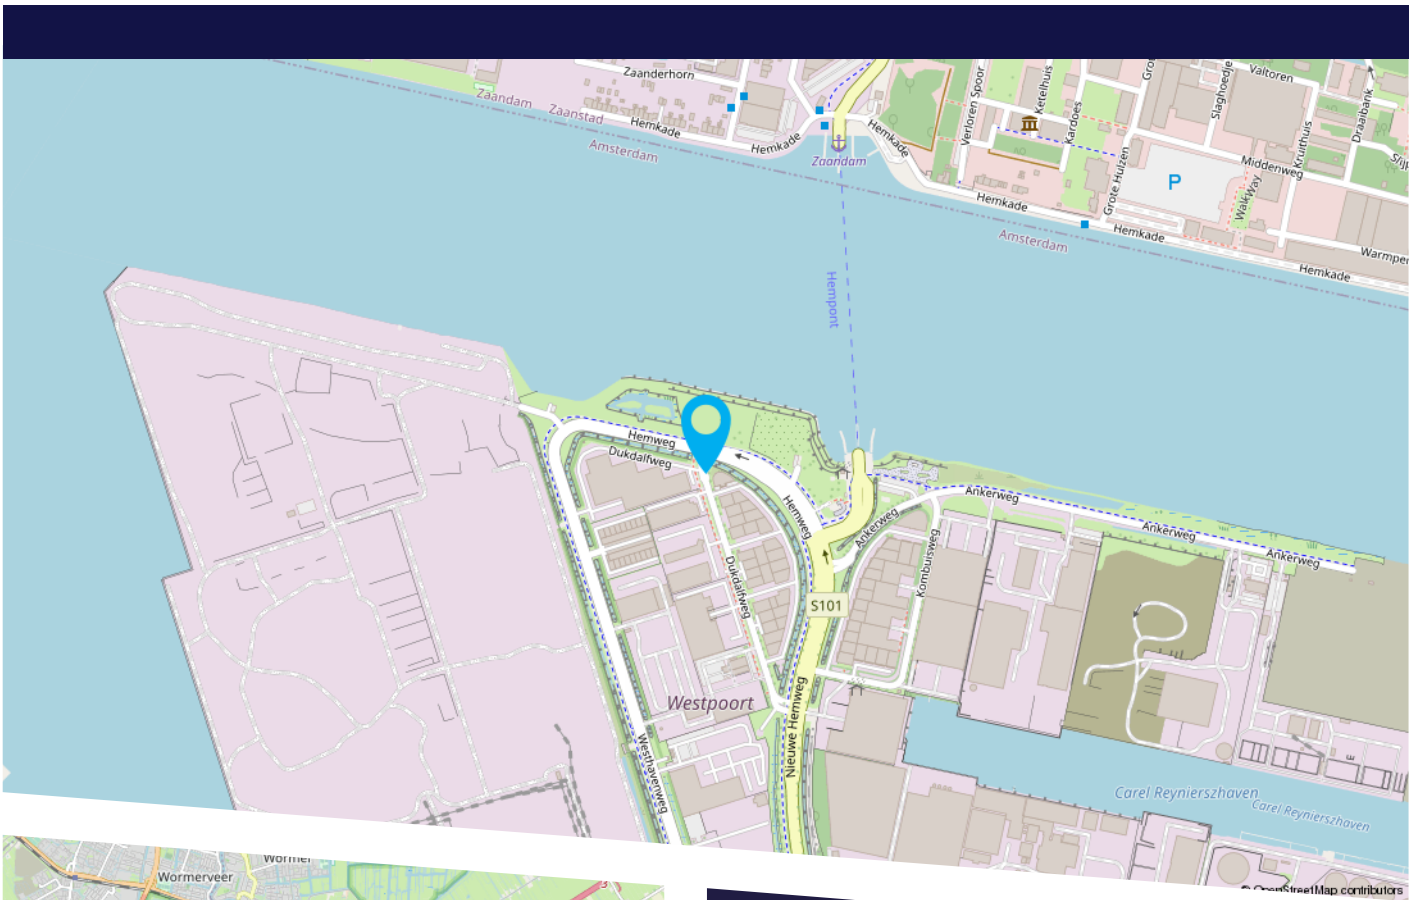 Zaanderhorn
Valtoren
Zaandam
Zaanstad
Hemkade
Amsterdam
Hemkade
Hemkade
Zaandam
Verloren Spoor
Ketelhuis
Kardoes
Slaghoedje
Kruithuis
Draaibank
Middenweg
Grote Hulzen
WalkWay
P
Hemkade
Amsterdam
Hemkade
Warmper
Hemkade
Hempont
Hemweg
Dukdalfweg
Hemweg
Ankerweg
Ankerweg
Ankerweg
Ankerweg
Kombuisweg
Dukdalfweg
S101
Westpoort
Nieuwe Hemweg
Westhavenweg
E
Carel Reynierszhaven
Carel Reynierszhaven
Wormer
Wormerveer
© OpenStreetMap contributors